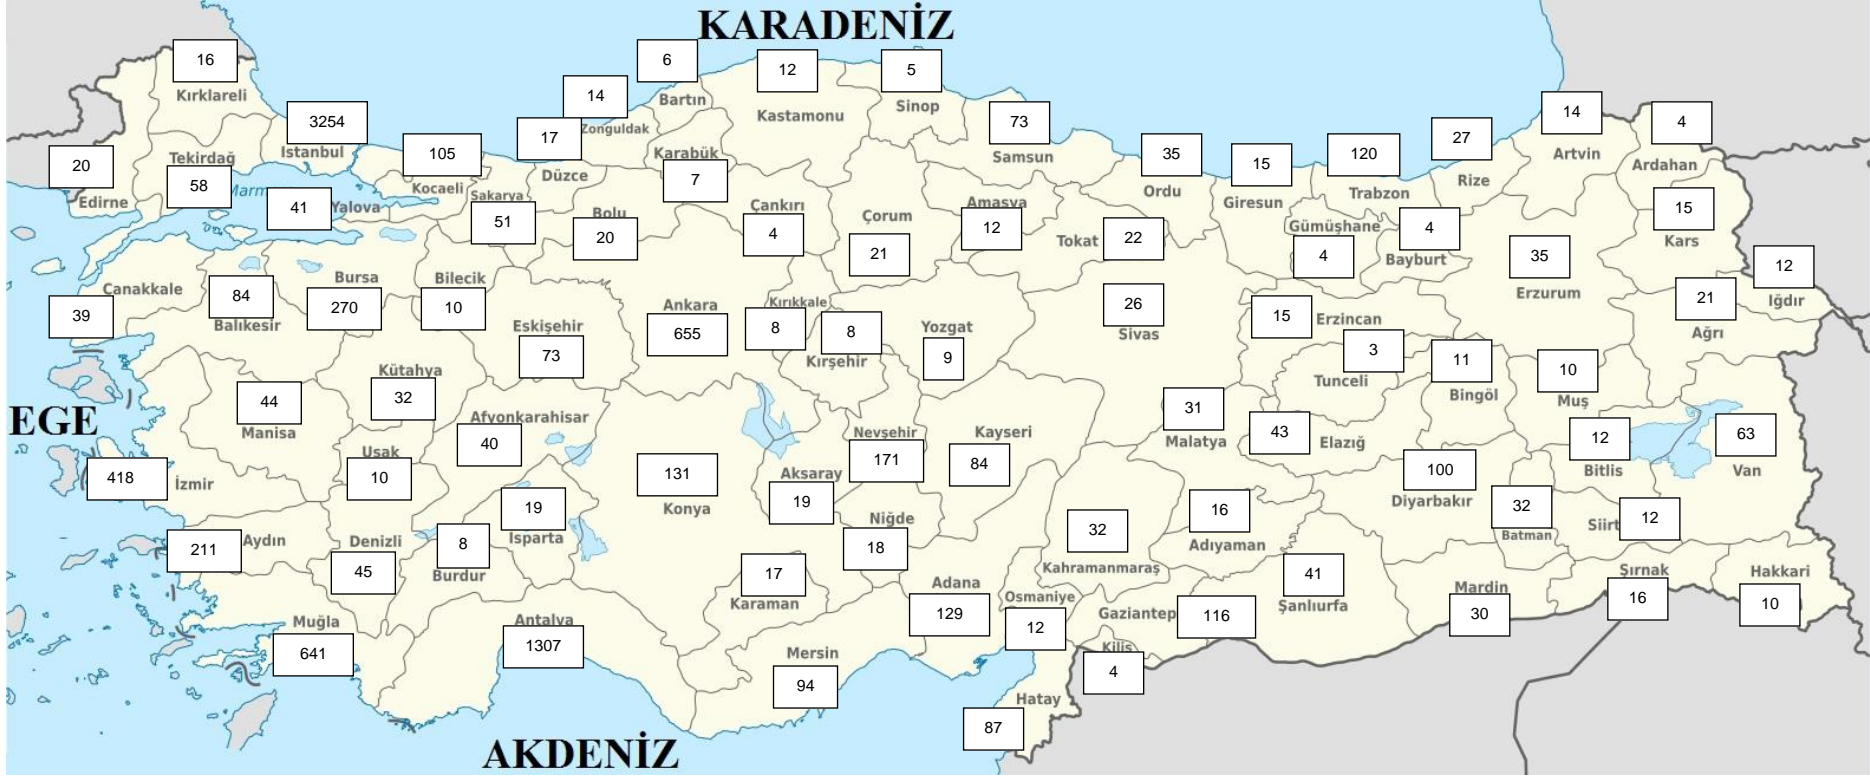 KARADENİZ
16
Kırklareli
6
12
5
14
Bartın
Kastamonu
Sinop
3254
Istanbul
17
Zonguldak
73
Samsun
14
Artvin
4
Ardahan
20
Edirne
Tekirdağ
58
Marm
105
Kocaeli
Düzce
Karabük
7
35
Ordu
15
Giresun
120
Trabzon
27
Rize
41
Yalova
Sakarya
51
Bolu
20
Çankırı
4
Çorum
21
Amasya
12
Tokat
22
Gümüşhane
4
4
Bayburt
35
Erzurum
15
Kars
12
Iğdır
Çanakkale
39
84
Balıkesir
Bursa
270
Bilecik
10
Eskişehir
73
Ankara
655
Kırıkkale
8
8
Kırşehir
Yozgat
9
26
Sivas
15
Erzincan
3
Tunceli
11
Bingöl
10
Muş
21
Ağrı
EGE
44
Manisa
Kütahya
32
Afyonkarahisar
40
Uşak
10
418
İzmir
131
Konya
Aksaray
19
Nevşehir
171
Kayseri
84
31
Malatya
43
Elazığ
100
Diyarbakır
12
Bitlis
63
Van
211
Aydın
Denizli
45
8
Burdur
19
Isparta
Niğde
18
32
Kahramanmaraş
16
Adıyaman
32
Batman
Siirt
12
17
Karaman
Adana
129
Osmaniye
12
Gaziantep
116
41
Şanlıurfa
Mardin
30
Şırnak
16
Hakkari
10
Muğla
641
Antalya
1307
Mersin
94
Kilis
4
Hatay
87
AKDENİZ